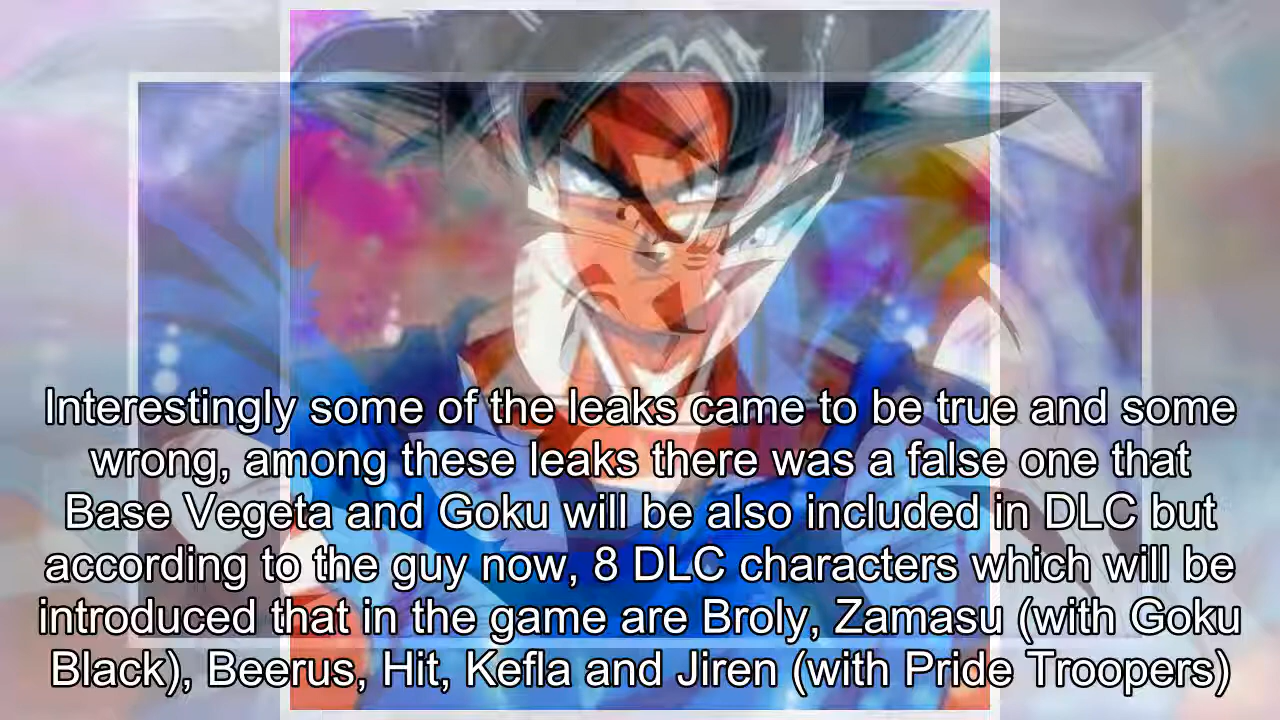 Interestingly some of the leaks came to be true and some
wrong, among these leaks there was a false one that
Base Vegeta and Goku will be also included in DLC but
according to the guy now, 8 DLC characters which will be
introduced that in the game are Broly, Zamasu (with Goku
Black), Beerus, Hit, Kefla and Jiren (with Pride Troopers)